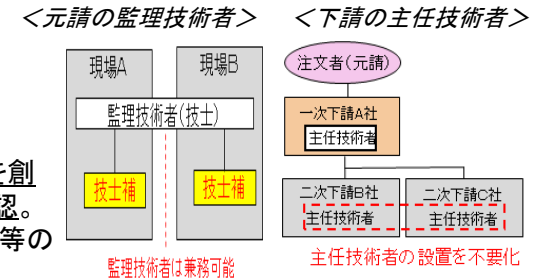 <元請の監理技術者>
<下請の主任技術者>
現場A
現場B
監理技術者(技士)
技士補
技士補
監理技術者は兼務可能
注文者(元請)
一次下請A社
主任技術者
二次下請B社
主任技術者
二次下請C社
主任技術者
主任技術者の設置を不要化
を創
認。
等の